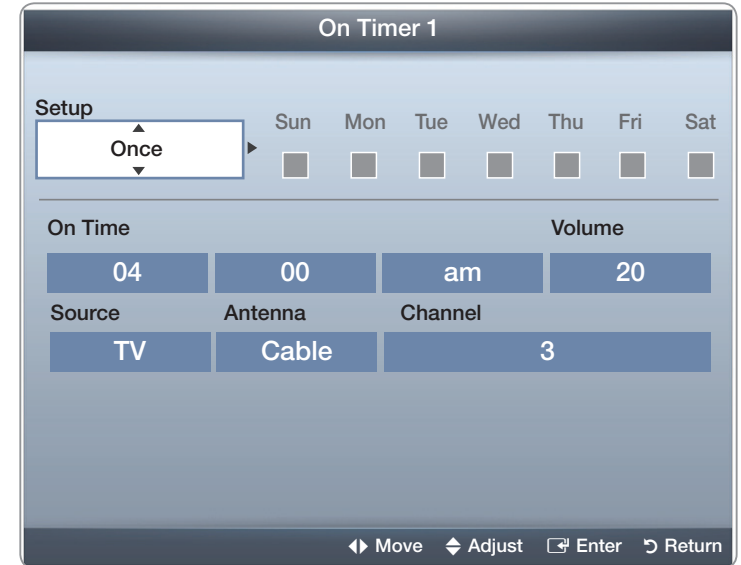 On Timer 1
Setup
Sun Mon Tue Wed Thu Fri Sat
Once
On Time Volume
04 00 am 20
Source Antenna Channel
TV Cable 3
Move Adjust Enter Return